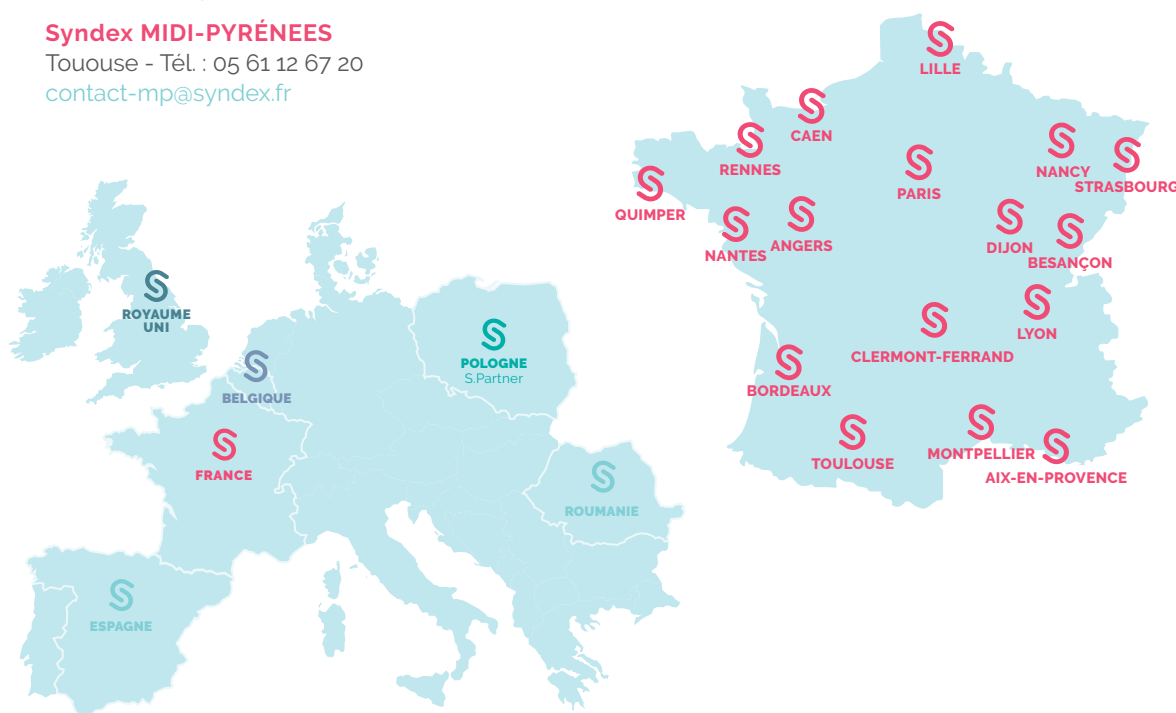 Syndex MIDI-PYRÉNEES
Tououse - Tél. : 05 61 12 67 20
contact-mp@syndex.fr
LILLE
CAEN
RENNES
NANCY
STRASBOURG
PARIS
QUIMPER
NANTES
ANGERS
DIJON
BESANÇON
LYON
CLERMONT-FERRAND
BORDEAUX
TOULOUSE
MONTPELLIER
AIX-EN-PROVENCE
ROYAUME
UNI
POLOGNE
S.Partner
BELGIQUE
FRANCE
ROUMANIE
ESPAGNE